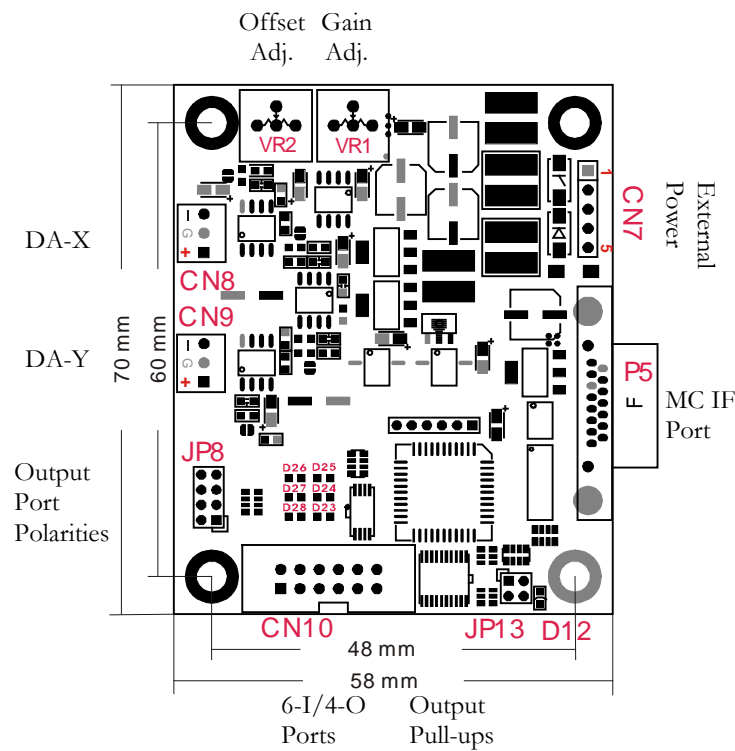 Offset Gain
Adj. Adj.
VR2
VR1
1
CN7
5
External
Power
DA-X
–
G
+
CN8
CN9
DA-Y
–
G
+
70 mm
60 mm
P5
F
MC IF
Port
JP8
Output
Port
Polarities
D26 D25
D27 D24
D28 D23
CN10
JP13
D12
48 mm
58 mm
6-I/4-O
Ports
Output
Pull-ups